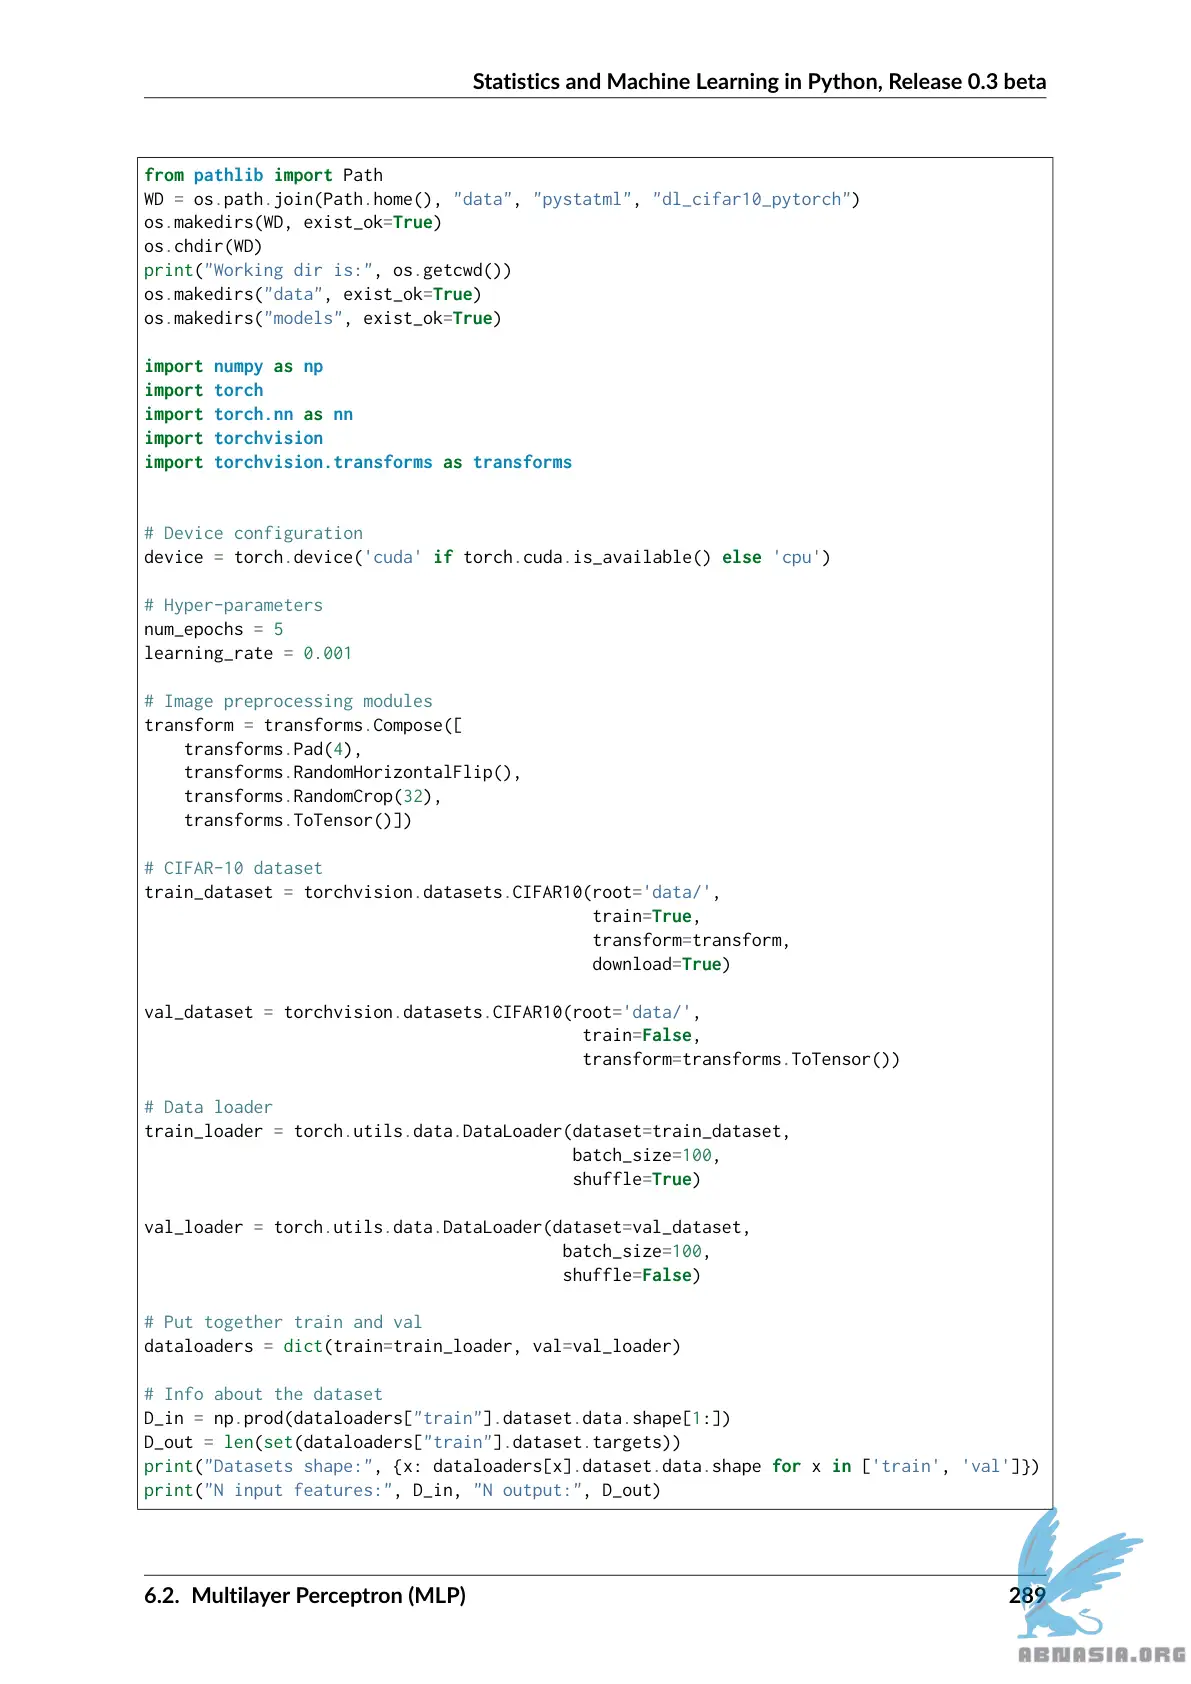 Statistics and Machine Learning in Python, Release 0.3 beta
from pathlib import Path
WD = os.path.join(Path.home(), "data", "pystatml", "dl_cifar10_pytorch")
os.makedirs(WD, exist_ok=True)
os.chdir(WD)
print("Working dir is:", os.getcwd())
os.makedirs("data", exist_ok=True)
os.makedirs("models", exist_ok=True)

import numpy as np
import torch
import torch.nn as nn
import torchvision
import torchvision.transforms as transforms


# Device configuration
device = torch.device('cuda' if torch.cuda.is_available() else 'cpu')

# Hyper-parameters
num_epochs = 5
learning_rate = 0.001

# Image preprocessing modules
transform = transforms.Compose([
    transforms.Pad(4),
    transforms.RandomHorizontalFlip(),
    transforms.RandomCrop(32),
    transforms.ToTensor()])

# CIFAR-10 dataset
train_dataset = torchvision.datasets.CIFAR10(root='data/',
                                             train=True,
                                             transform=transform,
                                             download=True)

val_dataset = torchvision.datasets.CIFAR10(root='data/',
                                            train=False,
                                            transform=transforms.ToTensor())

# Data loader
train_loader = torch.utils.data.DataLoader(dataset=train_dataset,
                                           batch_size=100,
                                           shuffle=True)

val_loader = torch.utils.data.DataLoader(dataset=val_dataset,
                                          batch_size=100,
                                          shuffle=False)

# Put together train and val
dataloaders = dict(train=train_loader, val=val_loader)

# Info about the dataset
D_in = np.prod(dataloaders["train"].dataset.data.shape[1:])
D_out = len(set(dataloaders["train"].dataset.targets))
print("Datasets shape:", {x: dataloaders[x].dataset.data.shape for x in ['train', 'val']})
print("N input features:", D_in, "N output:", D_out)
6.2. Multilayer Perceptron (MLP) 289
ABNASIA.ORG